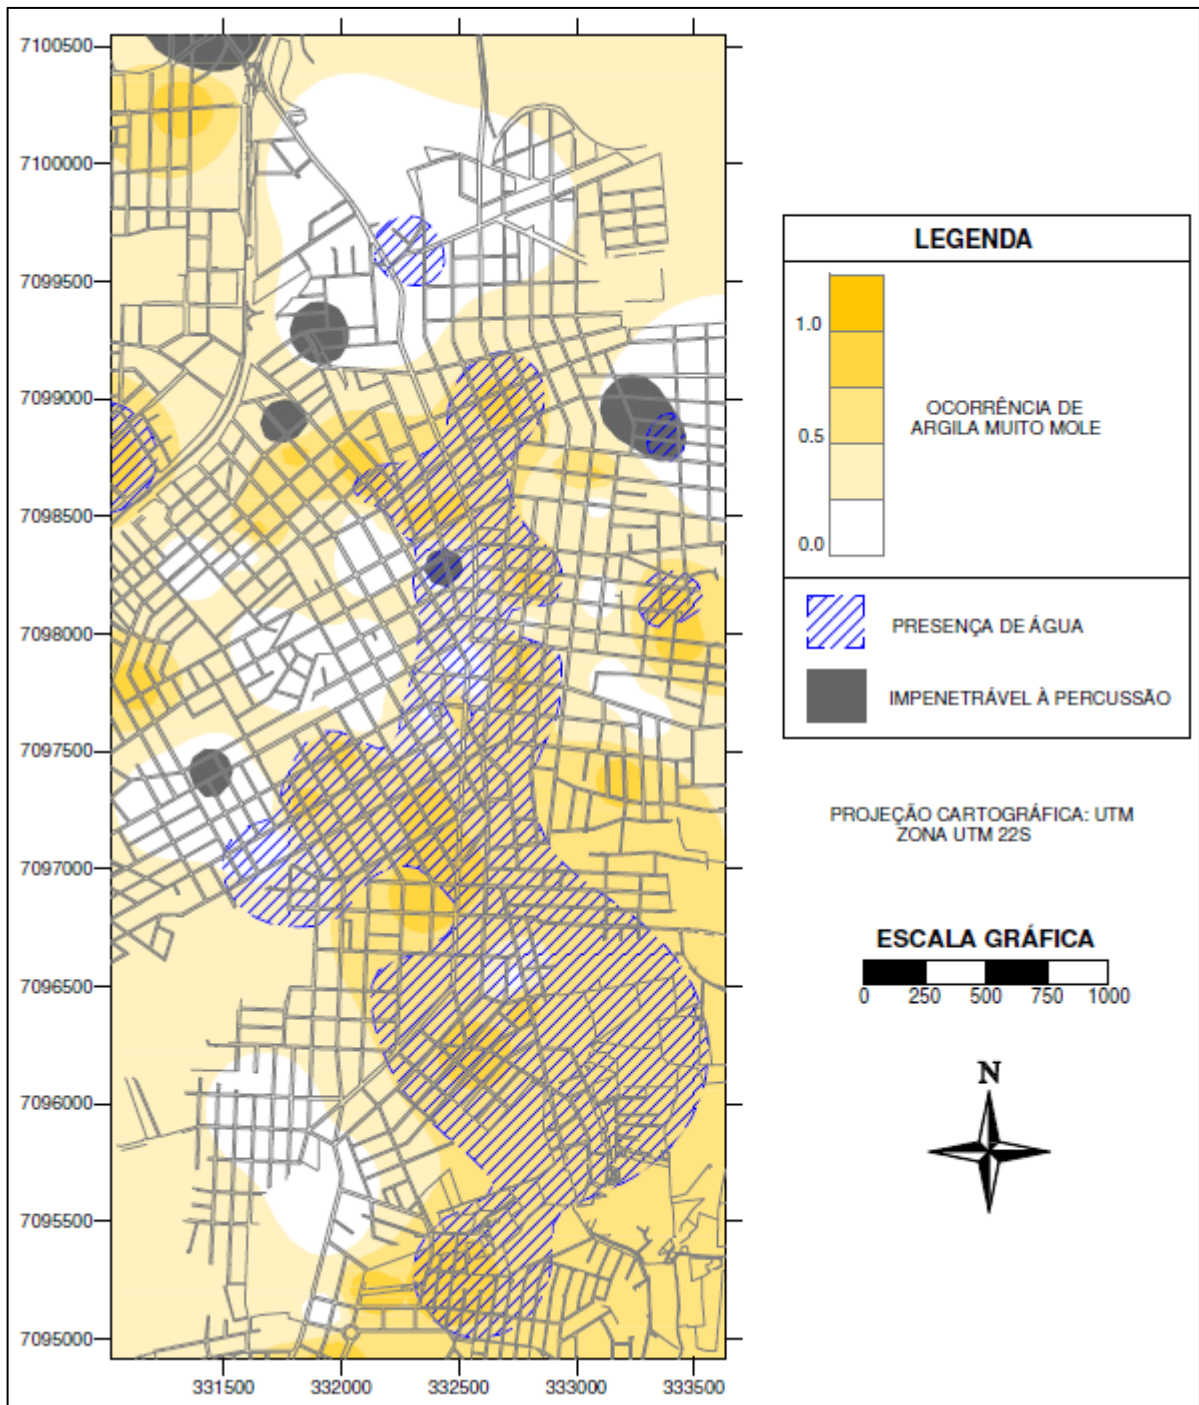 7100500
7100000
7099500
7099000
7098500
7098000
7097500
7097000
7096500
7096000
7095500
7095000
331500 332000 332500 333000 333500
LEGENDA
1.0
0.5
0.0
OCORRÊNCIA DE
ARGILA MUITO MOLE
PRESENÇA DE ÁGUA
IMPENETRÁVEL À PERCUSSÃO
PROJEÇÃO CARTOGRÁFICA: UTM
ZONA UTM 22S
ESCALA GRÁFICA
0 250 500 750 1000
N